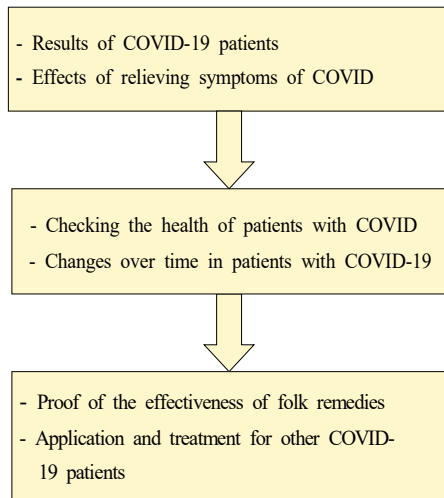 - Results of COVID-19 patients
- Effects of relieving symptoms of COVID
- Checking the health of patients with COVID
- Changes over time in patients with COVID-19
- Proof of the effectiveness of folk remedies
- Application and treatment for other COVID-
19 patients